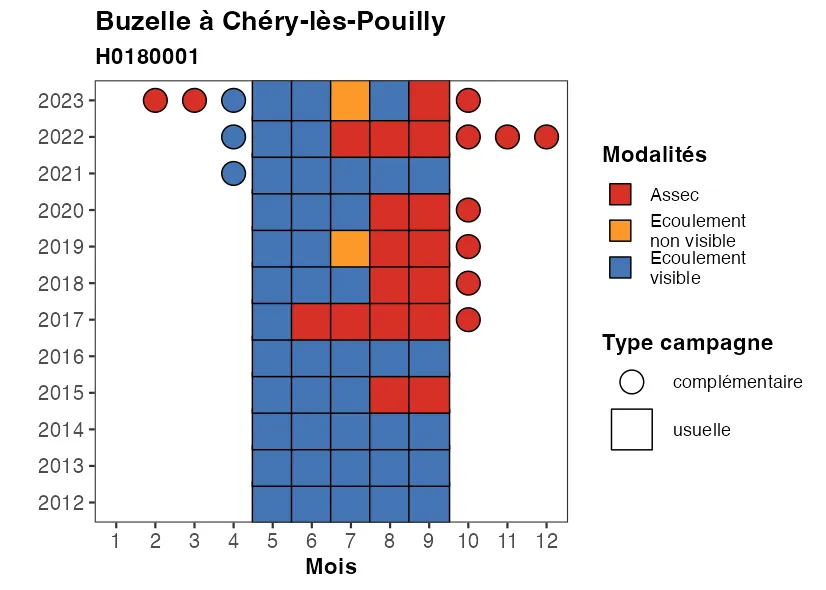 Buzelle à Chéry-lès-Pouilly
H0180001
2023
2022
2021
2020
2019
2018
2017
2016
2015
2014
2013
2012
1 2 3 4 5 6 7 8 9 10 11 12
Mois
Modalités
Assec
Ecoulement
non visible
Ecoulement
visible
Type campagne
complémentaire
usuelle